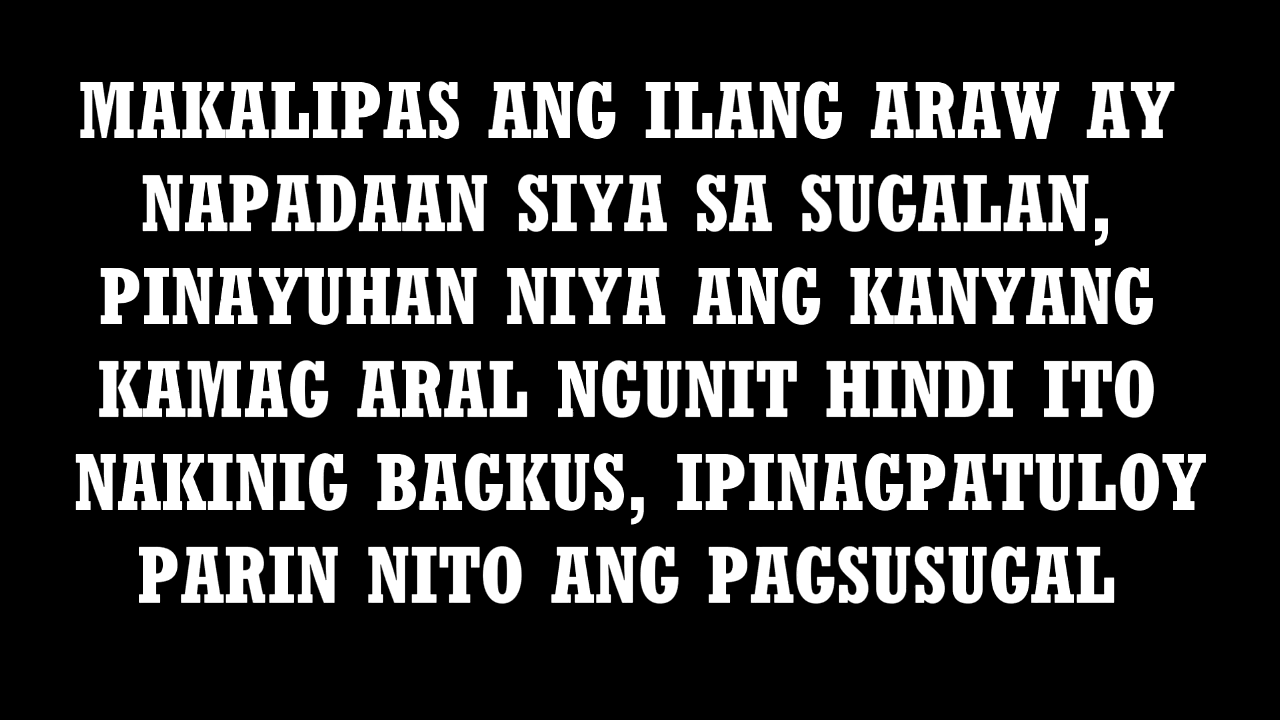 MAKALIPAS ANG ILANG ARAW AY
NAPADAAN SIYA SA SUGALAN,
PINAYUHAN NIYA ANG KANYANG
KAMAG ARAL NGUNIT HINDI ITO
NAKINIG BAGKUS, IPINAGPATULOY
PARIN NITO ANG PAGSUSUGAL